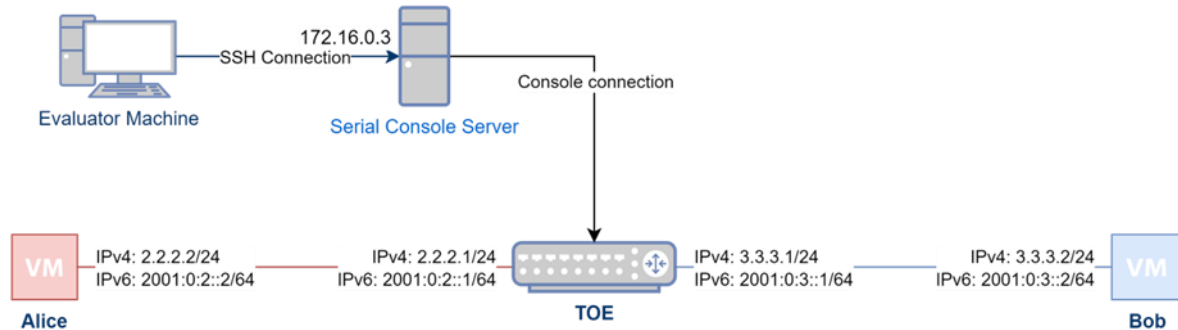 172.16.0.3
SSH Connection
Console connection
Evaluator Machine
Serial Console Server
VM
IPv4: 2.2.2.2/24
IPv6: 2001:0:2::2/64
IPv4: 2.2.2.1/24
IPv6: 2001:0:2::1/64
IPv4: 3.3.3.1/24
IPv6: 2001:0:3::1/64
IPv4: 3.3.3.2/24
IPv6: 2001:0:3::2/64
VM
Alice
TOE
Bob